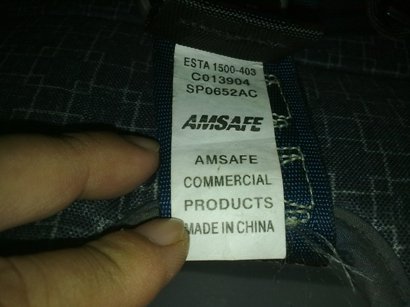 ESTA 1500-403
C013904
SP0652AC
AMSAFE
AMSAFE
COMMERCIAL
PRODUCTS
MADE IN CHINA